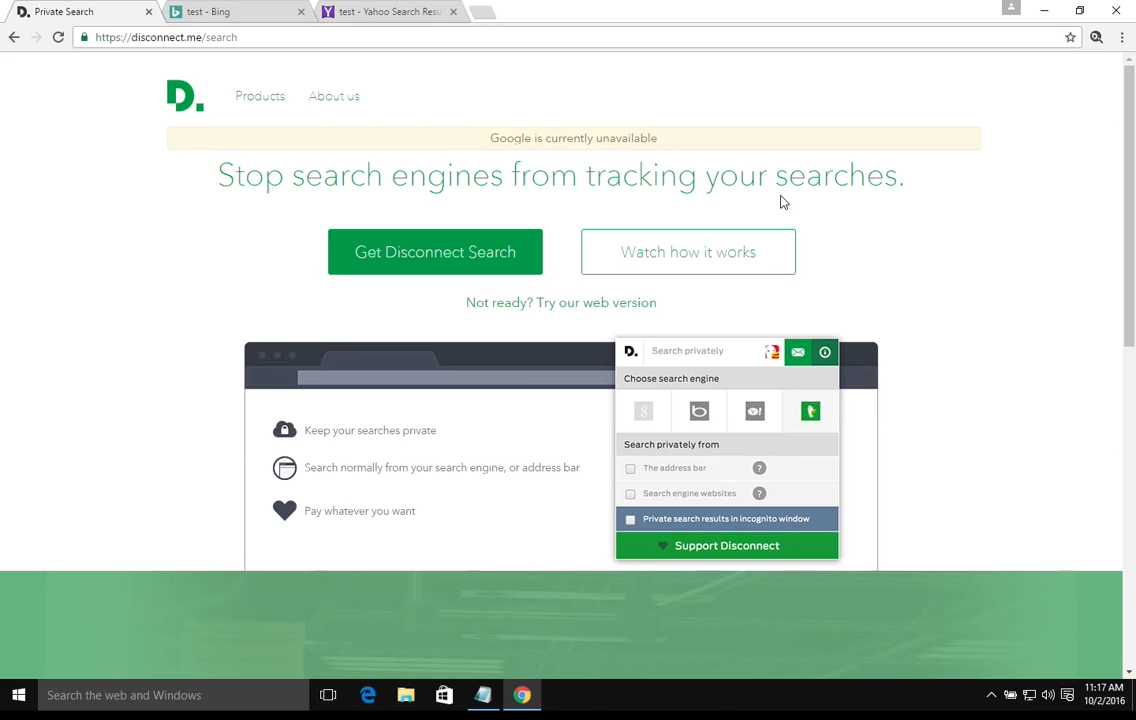 Private Search
test - Bing
test - Yahoo Search Resu
https://disconnect.me/search
D.
Products
About us
Google is currently unavailable
Stop search engines from tracking your searches.
Get Disconnect Search
Watch how it works
Not ready? Try our web version
D.
Search privately
Choose search engine
Keep your searches private
Search privately from
Search normally from your search engine, or address bar
The address bar
?
Search engine websites
?
Pay whatever you want
Private search results in incognito window
Support Disconnect
Search the web and Windows
11:17 AM
10/2/2016